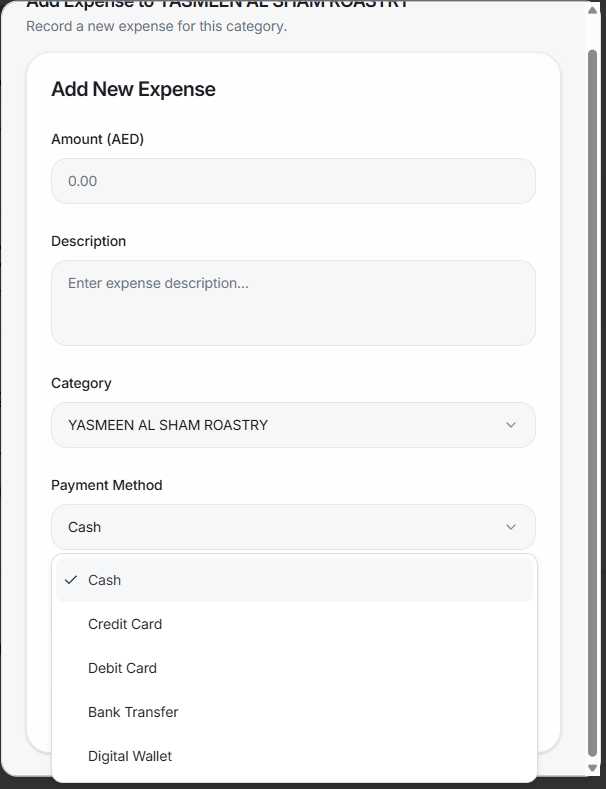 Add Expense to YASMEEN AL SHAM ROASTRY
Record a new expense for this category.
Add New Expense
Amount (AED)
0.00
Description
Enter expense description...
Category
YASMEEN AL SHAM ROASTRY
Payment Method
Cash
Cash
Credit Card
Debit Card
Bank Transfer
Digital Wallet